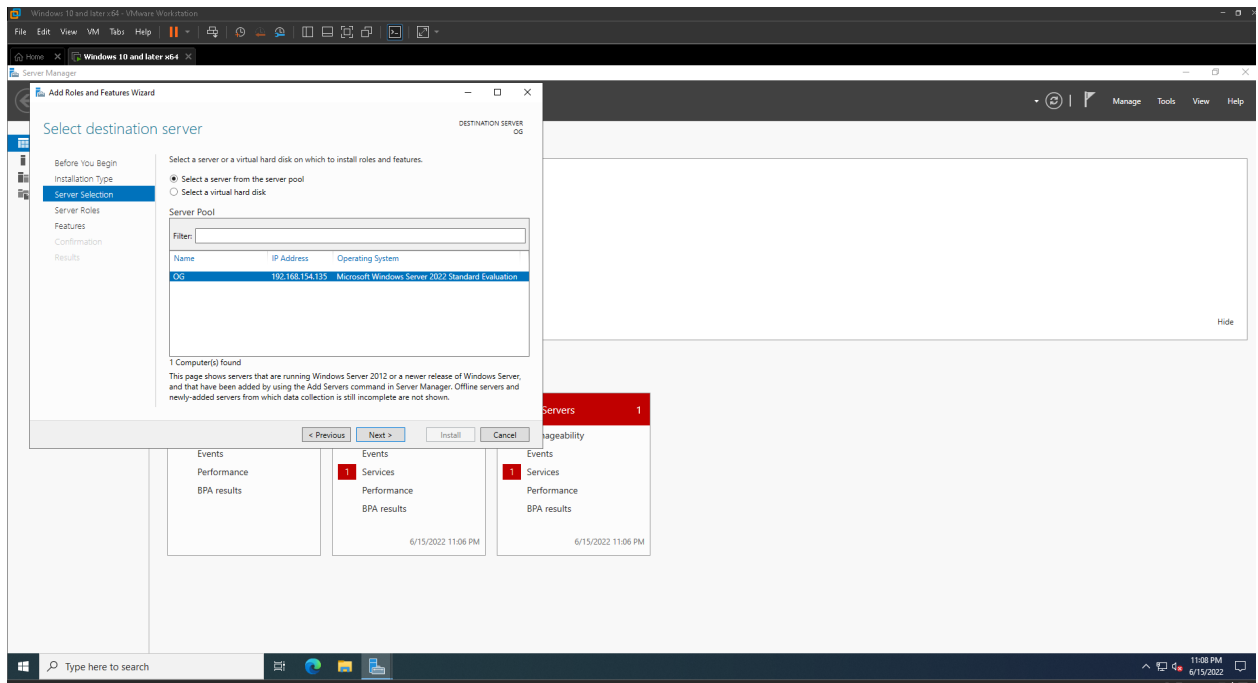 Windows 10 and later x64 - VMware Workstation
File Edit View VM Tabs Help
Home
Windows 10 and later x64
Server Manager
Manage Tools View Help
Add Roles and Features Wizard
Select destination server
DESTINATION SERVER
OG
Before You Begin
Installation Type
Server Selection
Server Roles
Features
Confirmation
Results
Select a server or a virtual hard disk on which to install roles and features.
Select a server from the server pool
Select a virtual hard disk
Server Pool
Filter:
Name IP Address Operating System
OG 192.168.154.135 Microsoft Windows Server 2022 Standard Evaluation
1 Computer(s) found
This page shows servers that are running Windows Server 2012 or a newer release of Windows Server,
and that have been added by using the Add Servers command in Server Manager. Offline servers and
newly-added servers from which data collection is still incomplete are not shown.
< Previous Next > Install Cancel
Hide
Events
Performance
BPA results
Events
1 Services
Performance
BPA results
6/15/2022 11:06 PM
Servers 1
nageability
Events
1 Services
Performance
BPA results
6/15/2022 11:06 PM
Type here to search
11:08 PM
6/15/2022